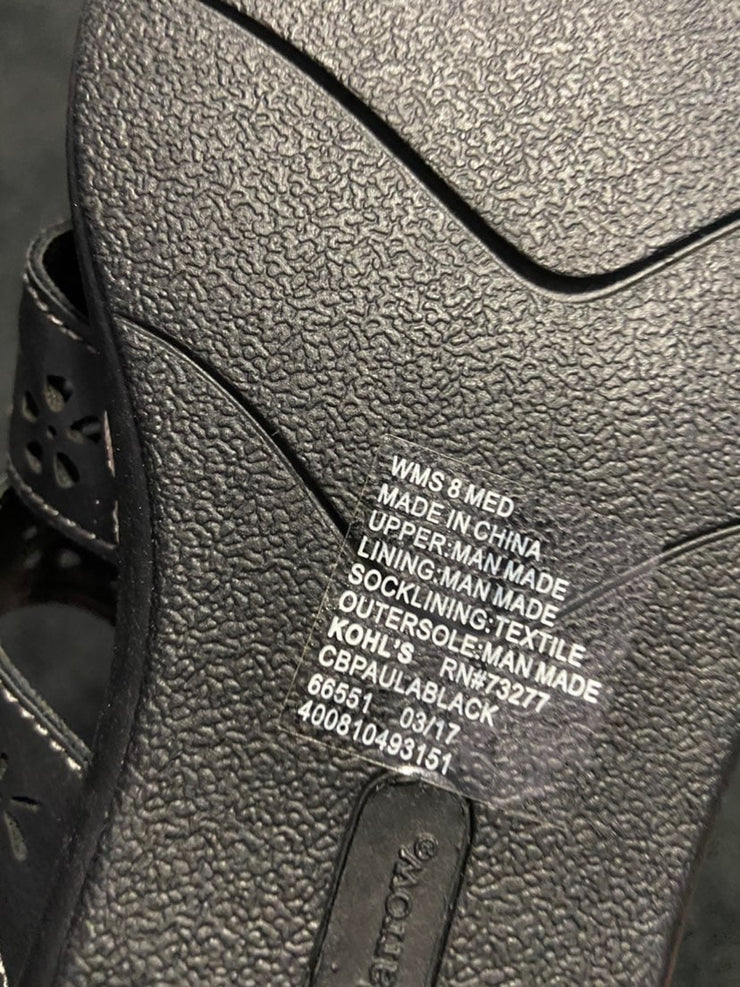 WMS 8 MED
MADE IN CHINA
UPPER:MAN MADE
LINING:MAN MADE
SOCKLINING:TEXTILE
OUTERSOLE:MAN MADE
KOHL'S RN#73277
CBPAULABLACK
66551 03/17
400810493151